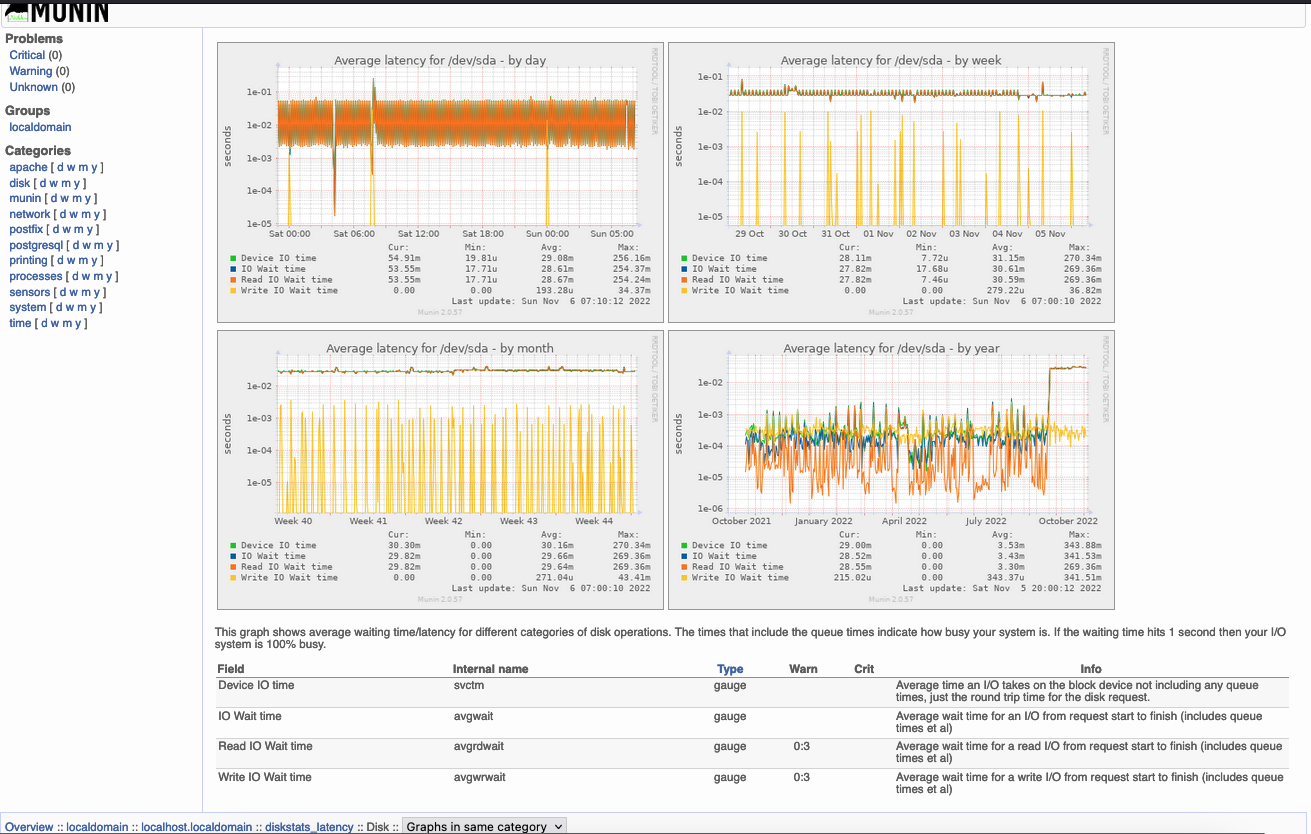 MUNIN
Problems
Critical (0)
Warning (0)
Unknown (0)
Groups
localdomain
Categories
apache [ d w m y ]
disk [ d w m y ]
munin [ d w m y ]
network [ d w m y ]
postfix [ d w m y ]
postgresql [ d w m y ]
printing [ d w m y ]
processes [ d w m y ]
sensors [ d w m y ]
system [ d w m y ]
time [ d w m y ]
Average latency for /dev/sda - by day
RRDTOOL / TOBI OETIKER
seconds
1e-01
1e-02
1e-03
1e-04
1e-05
Sat 00:00 Sat 06:00 Sat 12:00 Sat 18:00 Sun 00:00 Sun 05:00
Cur: Min: Avg: Max:
Device IO time 54.91m 19.81u 29.08m 256.16m
IO Wait time 53.55m 17.71u 28.61m 254.37m
Read IO Wait time 53.55m 17.71u 28.67m 254.24m
Write IO Wait time 0.00 0.00 193.28u 34.37m
Last update: Sun Nov 6 07:10:12 2022
Munin 2.0.57
Average latency for /dev/sda - by week
RRDTOOL / TOBI OETIKER
seconds
1e-01
1e-02
1e-03
1e-04
1e-05
29 Oct 30 Oct 31 Oct 01 Nov 02 Nov 03 Nov 04 Nov 05 Nov
Cur: Min: Avg: Max:
Device IO time 28.11m 7.72u 31.15m 270.34m
IO Wait time 27.82m 17.68u 30.61m 269.36m
Read IO Wait time 27.82m 7.46u 30.59m 269.36m
Write IO Wait time 0.00 0.00 279.22u 36.82m
Last update: Sun Nov 6 07:00:10 2022
Munin 2.0.57
Average latency for /dev/sda - by month
RRDTOOL / TOBI OETIKER
seconds
1e-02
1e-03
1e-04
1e-05
Week 40 Week 41 Week 42 Week 43 Week 44
Cur: Min: Avg: Max:
Device IO time 30.30m 0.00 30.16m 270.34m
IO Wait time 29.82m 0.00 29.66m 269.36m
Read IO Wait time 29.82m 0.00 29.64m 269.36m
Write IO Wait time 0.00 0.00 271.04u 43.41m
Last update: Sun Nov 6 07:00:10 2022
Munin 2.0.57
Average latency for /dev/sda - by year
RRDTOOL / TOBI OETIKER
seconds
1e-02
1e-03
1e-04
1e-05
1e-06
October 2021 January 2022 April 2022 July 2022 October 2022
Cur: Min: Avg: Max:
Device IO time 29.00m 0.00 3.53m 343.88m
IO Wait time 28.52m 0.00 3.43m 341.53m
Read IO Wait time 28.55m 0.00 3.30m 269.36m
Write IO Wait time 215.02u 0.00 343.37u 341.51m
Last update: Sat Nov 5 20:00:12 2022
Munin 2.0.57
This graph shows average waiting time/latency for different categories of disk operations. The times that include the queue times indicate how busy your system is. If the waiting time hits 1 second then your I/O
system is 100% busy.
Field Internal name Type Warn Crit Info
Device IO time svctm gauge Average time an I/O takes on the block device not including any queue
times, just the round trip time for the disk request.
IO Wait time avgwait gauge Average wait time for an I/O from request start to finish (includes queue
times et al)
Read IO Wait time avgrdwait gauge 0:3 Average wait time for a read I/O from request start to finish (includes queue
times et al)
Write IO Wait time avgwrwait gauge 0:3 Average wait time for a write I/O from request start to finish (includes queue
times et al)
Overview :: localdomain :: localhost.localdomain :: diskstats_latency :: Disk :: Graphs in same category